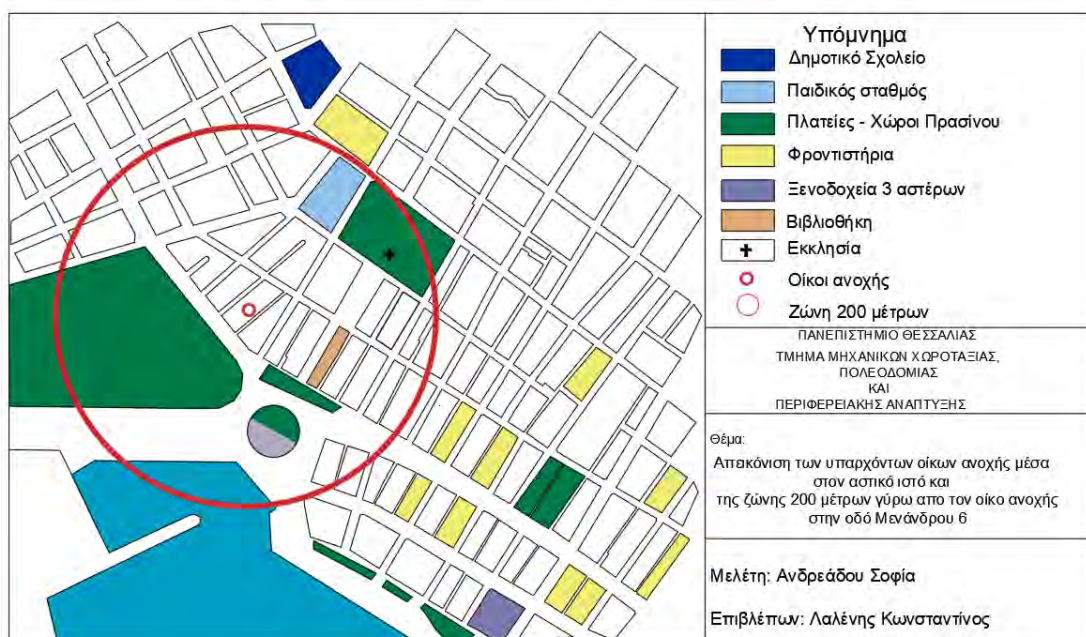 Υπόμνημα
Δημοτικό Σχολείο
Παιδικός σταθμός
Πλατείες - Χώροι Πρασίνου
Φροντιστήρια
Ξενοδοχεία 3 αστέρων
Βιβλιοθήκη
Εκκλησία
Οίκοι ανοχής
Ζώνη 200 μέτρων
ΠΑΝΕΠΙΣΤΗΜΙΟ ΘΕΣΣΑΛΙΑΣ
ΤΜΗΜΑ ΜΗΧΑΝΙΚΩΝ ΧΩΡΟΤΑΞΙΑΣ,
ΠΟΛΕΟΔΟΜΙΑΣ
ΚΑΙ
ΠΕΡΙΦΕΡΕΙΑΚΗΣ ΑΝΑΠΤΥΞΗΣ
Θέμα:
Απεικόνιση των υπαρχόντων οίκων ανοχής μέσα
στον αστικό ιστό και
της ζώνης 200 μέτρων γύρω απο τον οίκο ανοχής
στην οδό Μενάνδρου 6
Μελέτη: Ανδρεάδου Σοφία
Επιβλέπων: Λαλένης Κωνσταντίνος